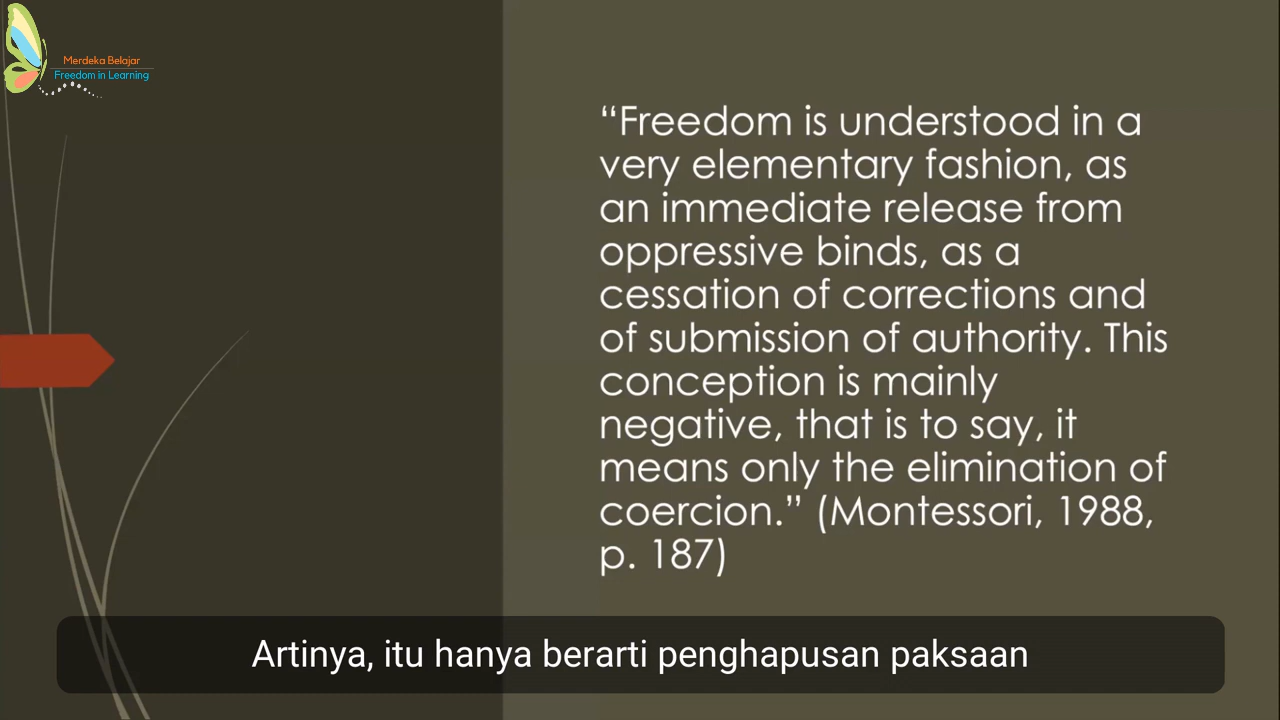 Merdeka Belajar
Freedom in Learning
“Freedom is understood in a
very elementary fashion, as
an immediate release from
oppressive binds, as a
cessation of corrections and
of submission of authority. This
conception is mainly
negative, that is to say, it
means only the elimination of
coercion.” (Montessori, 1988,
p. 187)
Artinya, itu hanya berarti penghapusan paksaan